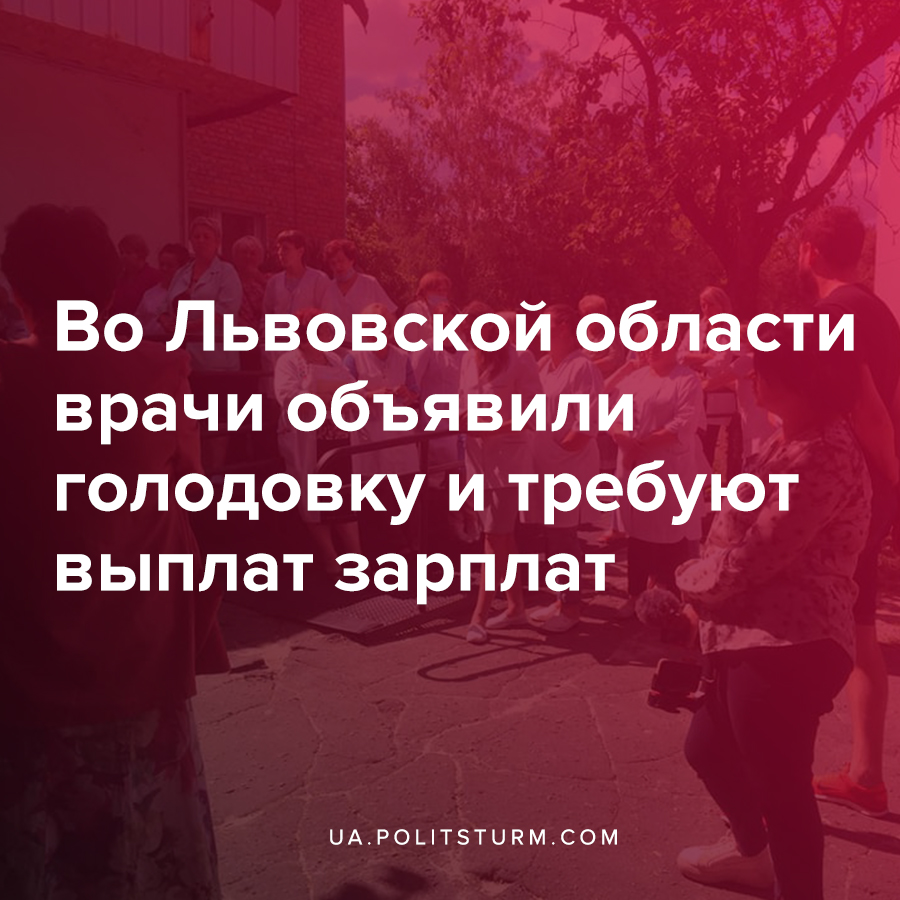 Во Львовской области
врачи объявили
голодовку и требуют
выплат зарплат
UA.POLITSTURM.COM